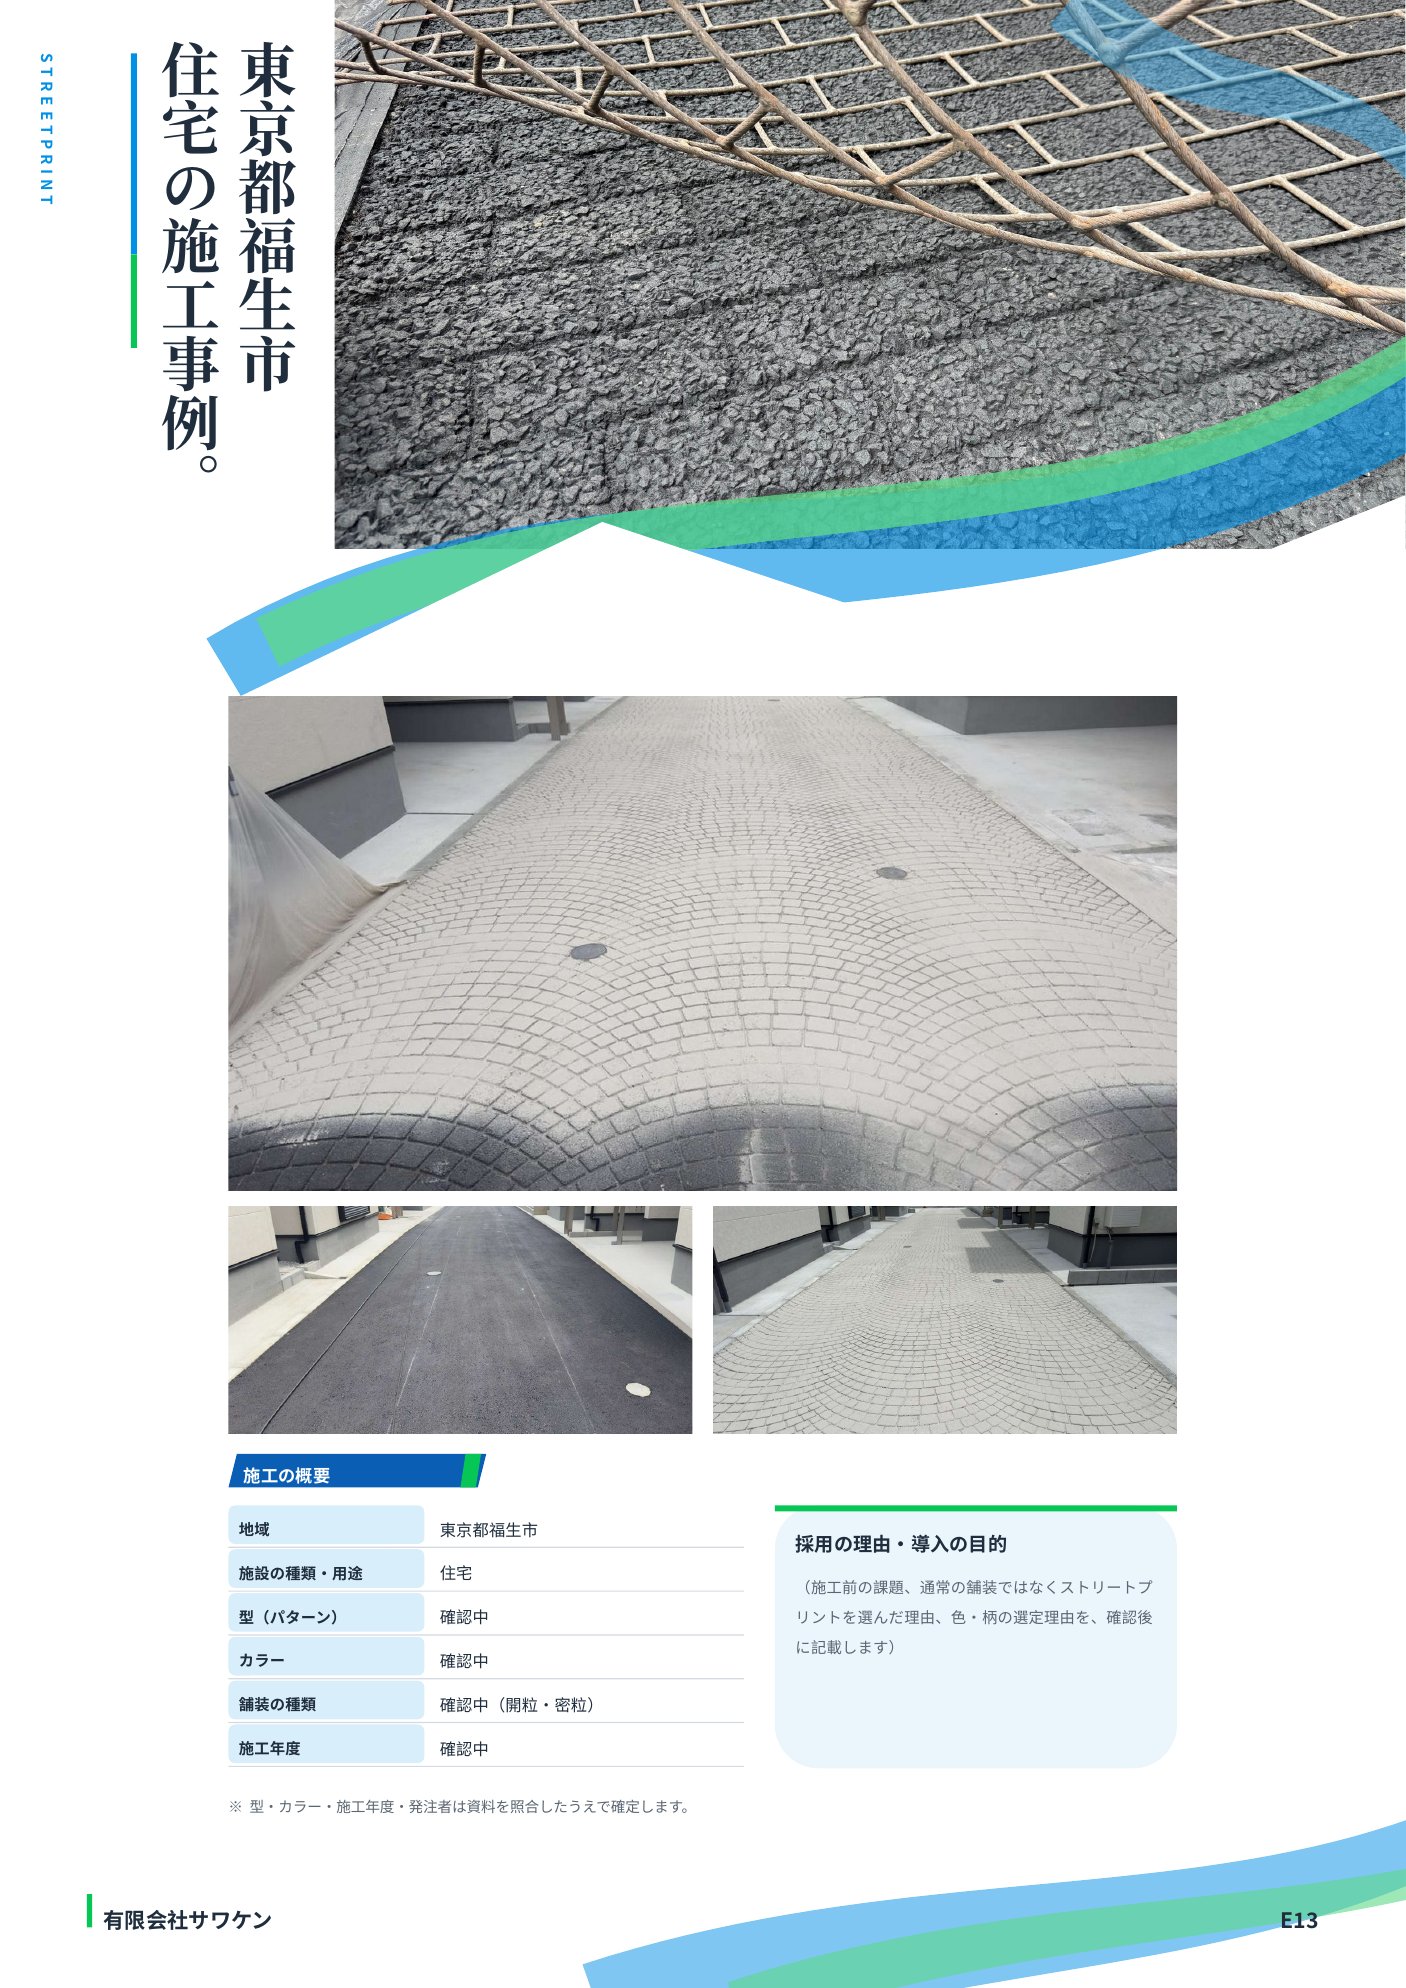 STREETPRINT
東京都福生市
住宅の施工事例。
施工の概要
地域 東京都福生市
施設の種類・用途 住宅
型（パターン） 確認中
カラー 確認中
舗装の種類 確認中（開粒・密粒）
施工年度 確認中
採用の理由・導入の目的
（施工前の課題、通常の舗装ではなくストリートプ
リントを選んだ理由、色・柄の選定理由を、確認後
に記載します）
※ 型・カラー・施工年度・発注者は資料を照合したうえで確定します。
有限会社サワケン
E13